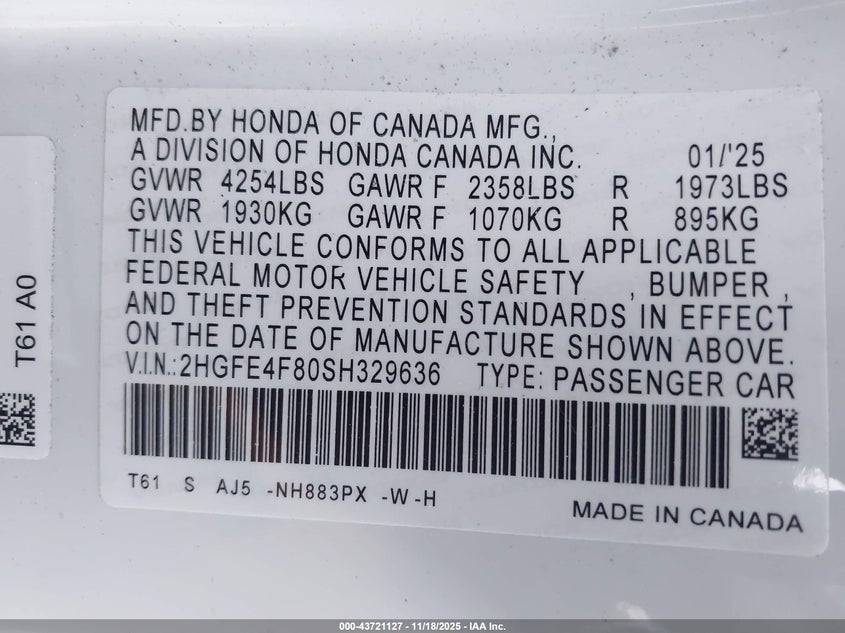 MFD.BY HONDA OF CANADA MFG.,
A DIVISION OF HONDA CANADA INC. 01/'25
GVWR 4254LBS GAWR F 2358LBS R 1973LBS
GVWR 1930KG GAWR F 1070KG R 895KG
THIS VEHICLE CONFORMS TO ALL APPLICABLE
FEDERAL MOTOR VEHICLE SAFETY , BUMPER ,
AND THEFT PREVENTION STANDARDS IN EFFECT
ON THE DATE OF MANUFACTURE SHOWN ABOVE.
V.I.N.:2HGFE4F80SH329636 TYPE: PASSENGER CAR
T61 S AJ5 -NH883PX -W -H
MADE IN CANADA
T61 A0
000-43721127 - 11/18/2025 - IAA Inc.